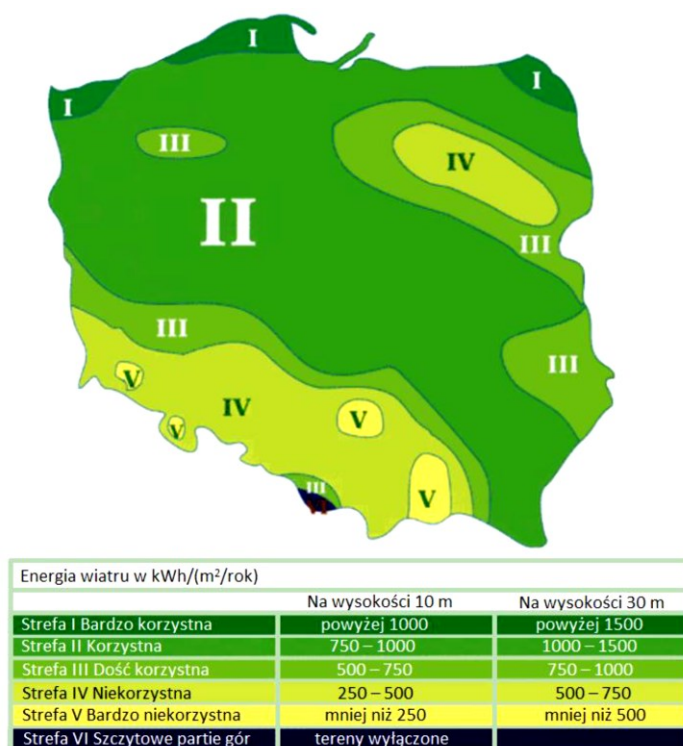 I
I
I
III
IV
II
III
III
III
V
IV
V
V
V
III
VI
Energia wiatru w kWh/(m²/rok)
Na wysokości 10 m Na wysokości 30 m
Strefa I Bardzo korzystna powyżej 1000 powyżej 1500
Strefa II Korzystna 750 – 1000 1000 – 1500
Strefa III Dość korzystna 500 – 750 750 – 1000
Strefa IV Niekorzystna 250 – 500 500 – 750
Strefa V Bardzo niekorzystna mniej niż 250 mniej niż 500
Strefa VI Szczytowe partie gór tereny wyłączone